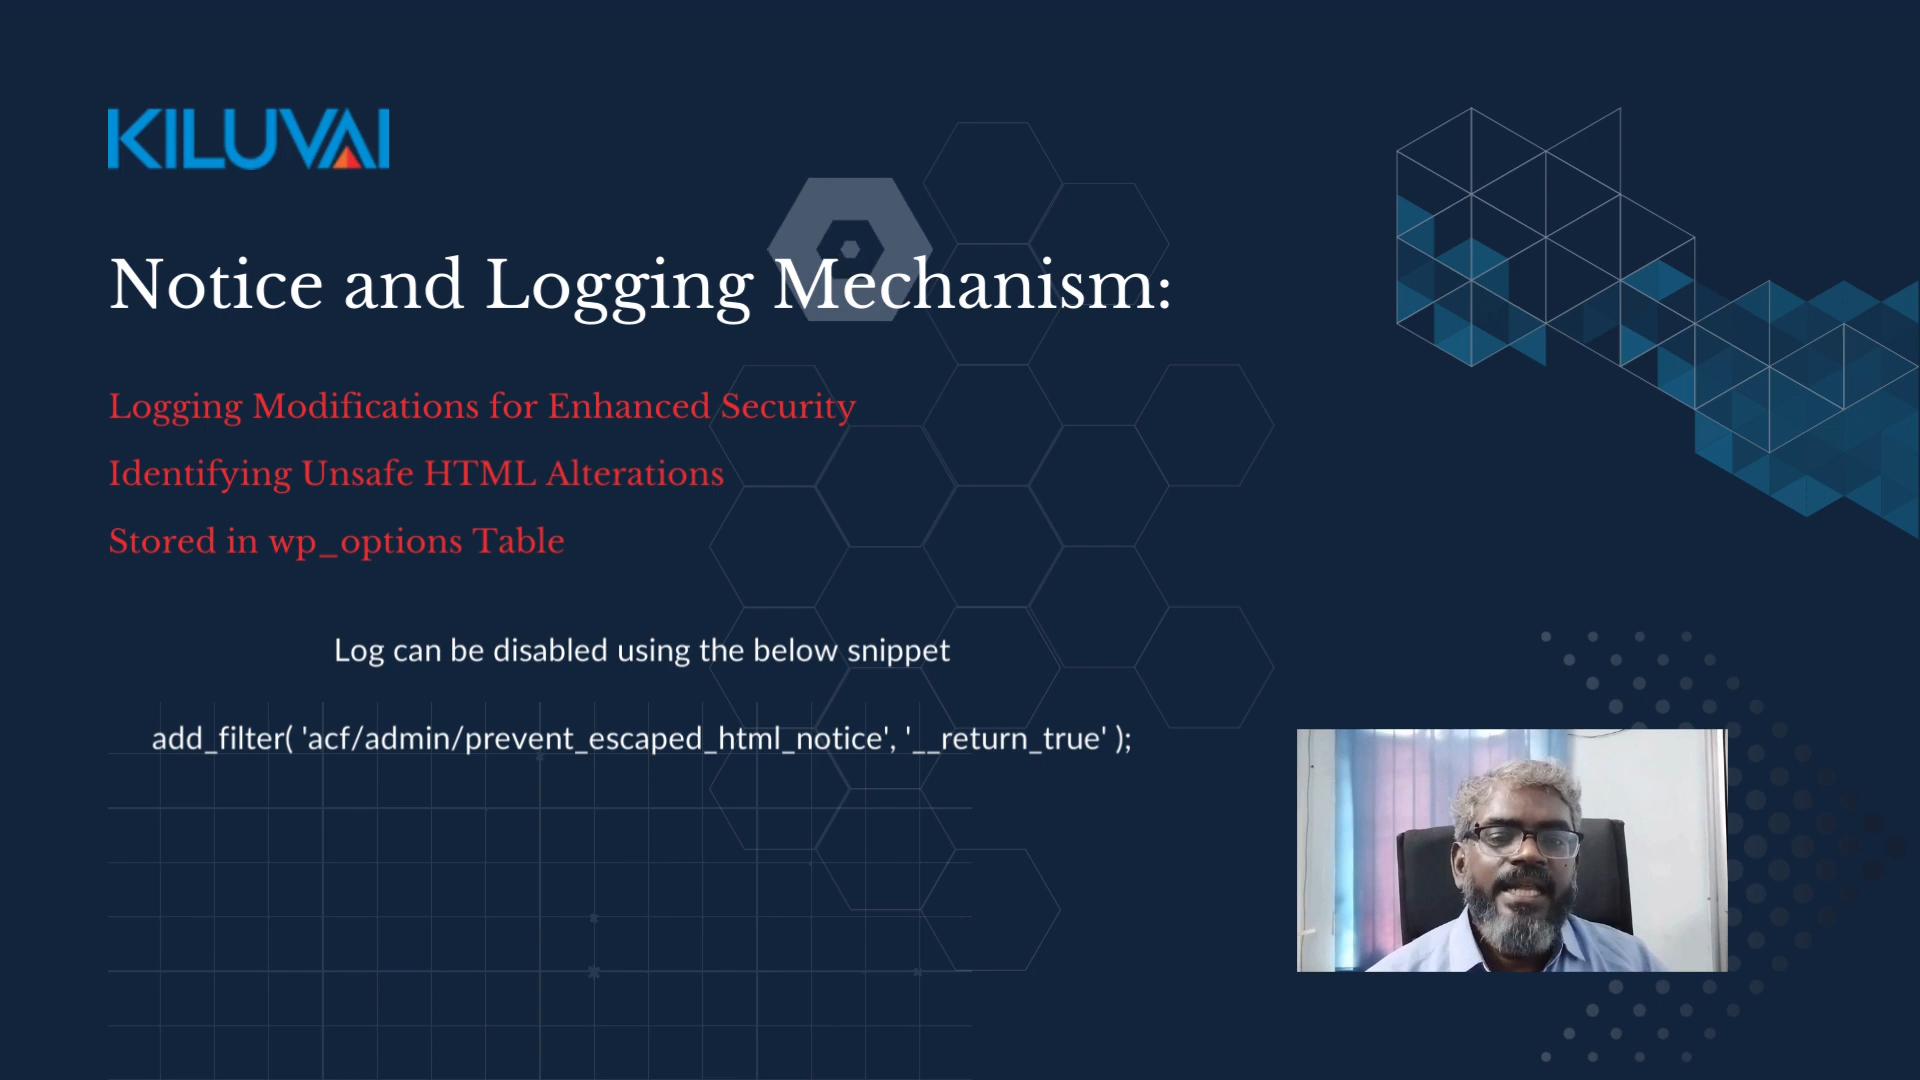 KILUVAI
Notice and Logging Mechanism:
Logging Modifications for Enhanced Security
Identifying Unsafe HTML Alterations
Stored in wp_options Table
Log can be disabled using the below snippet
add_filter( 'acf/admin/prevent_escaped_html_notice', '__return_true' );